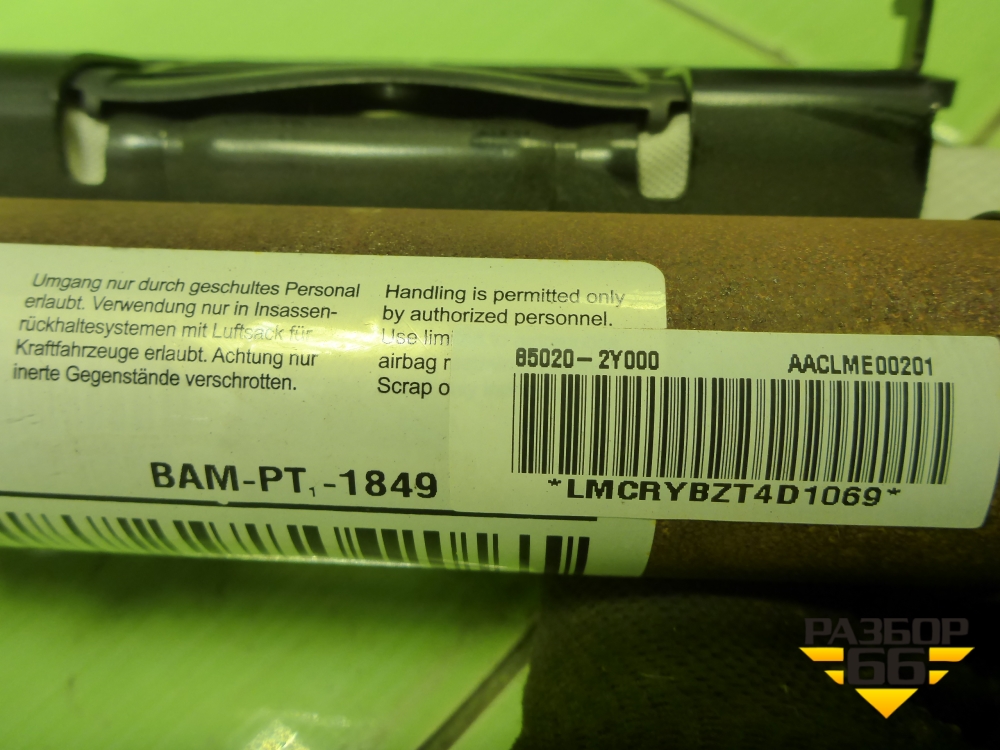 Umgang nur durch geschultes Personal
erlaubt. Verwendung nur in Insassen-
rückhaltesystemen mit Luftsack für
Kraftfahrzeuge erlaubt. Achtung nur
inerte Gegenstände verschrotten.
Handling is permitted only
by authorized personnel.
Use lim
airbag r
Scrap o
BAM-PT₁-1849
85020-2Y000 AACLME00201
*LMCRYBZT4D1069*
РАЗБОР
66